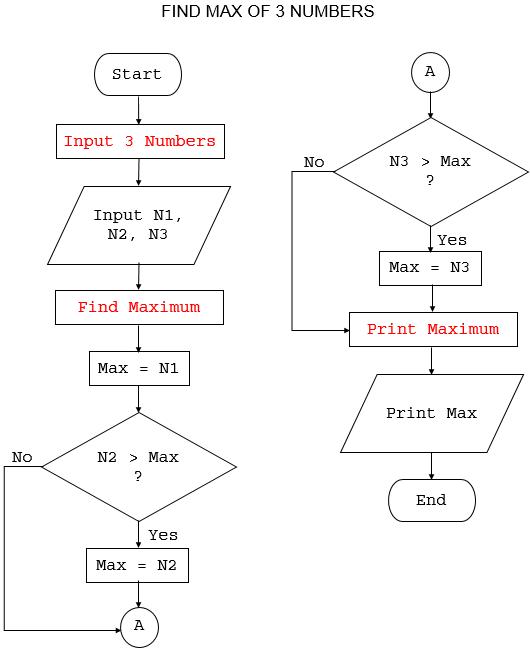 FIND MAX OF 3 NUMBERS
Start
Input 3 Numbers
Input N1,
N2, N3
Find Maximum
Max = N1
N2 > Max
?
No
Yes
Max = N2
A
A
N3 > Max
?
No
Yes
Max = N3
Print Maximum
Print Max
End